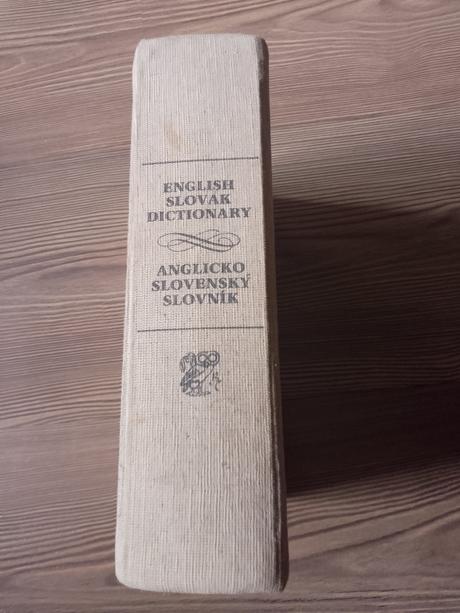 ENGLISH
SLOVAK
DICTIONARY
ANGLICKO
SLOVENSKÝ
SLOVNÍK